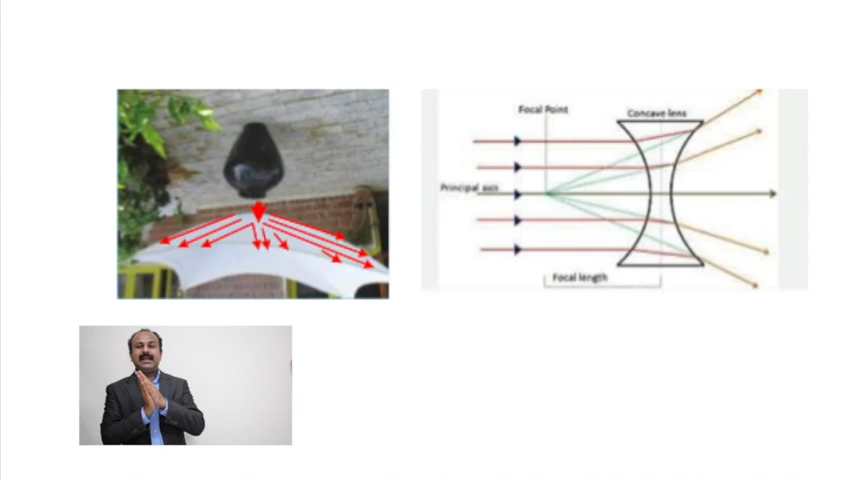 Focal Point
Concave lens
Principal axis
Focal length